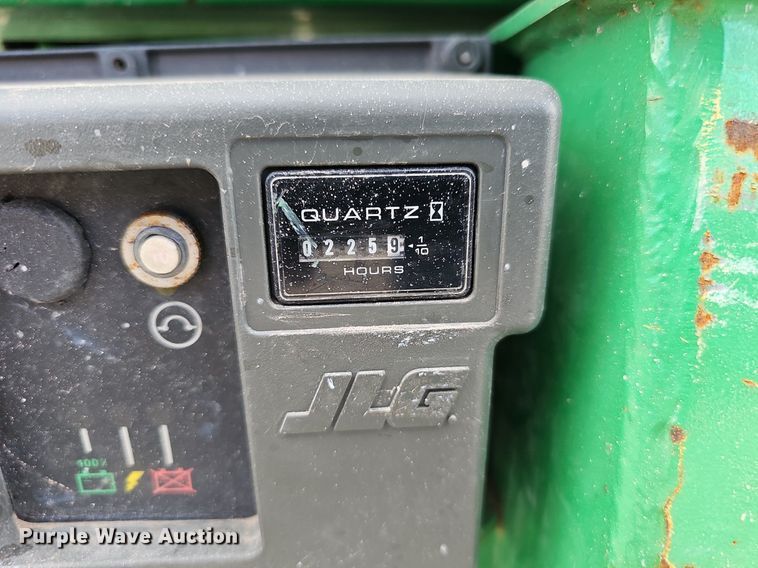 QUARTZ
02259 1/10
HOURS
JLG
100%
Purple Wave Auction